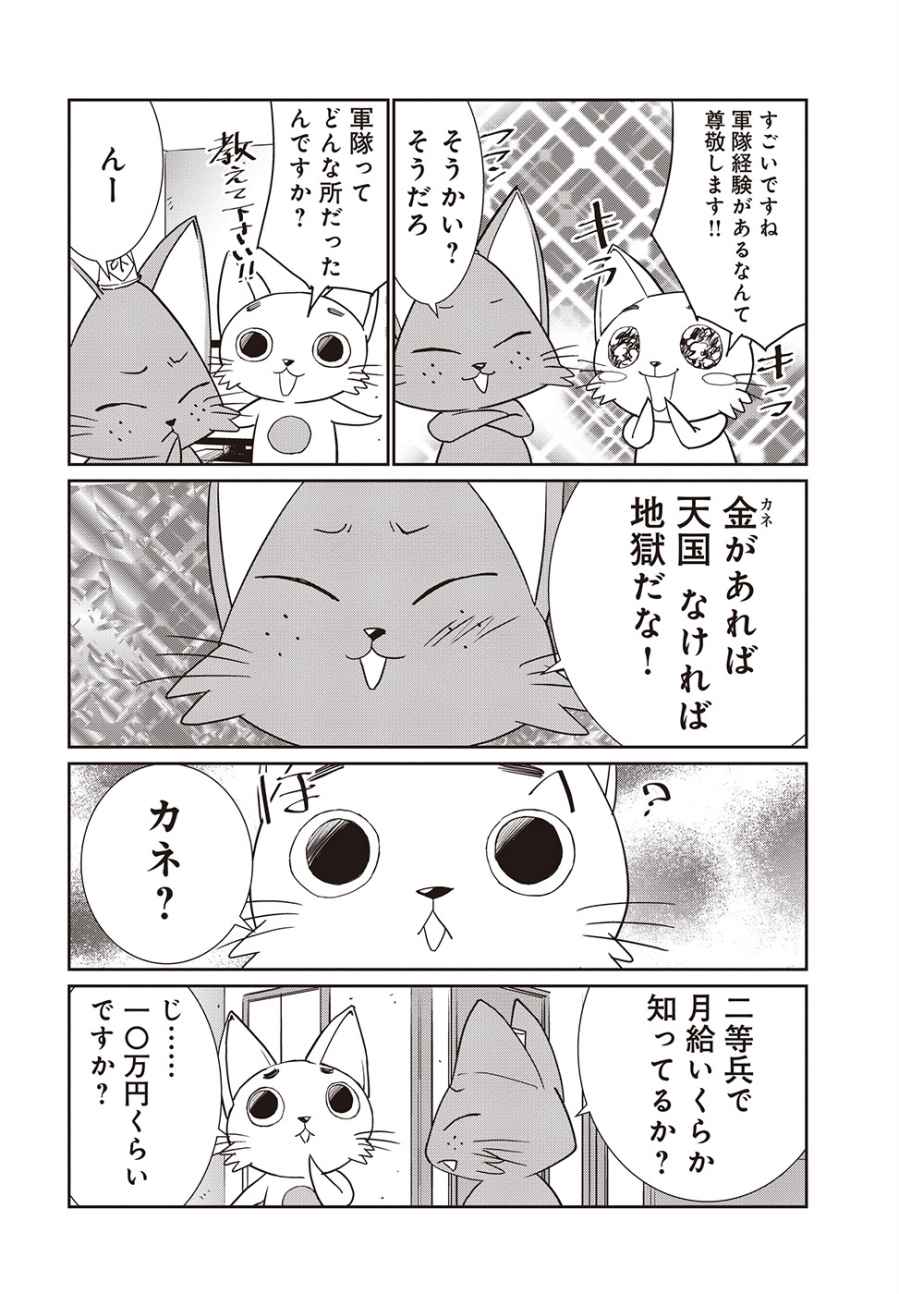 すごいですね
軍隊経験があるなんて
尊敬します!!
キラ
キラ
そうかい?
そうだろ
フフン
軍隊って
どんな所だった
んですか?
教えて下さい!!
んー
金があれば
カネ
天国 なければ
地獄だな!
?
ほへ
カネ?
二等兵で
月給いくらか
知ってるか?
じ……
一〇万円くらい
ですか?